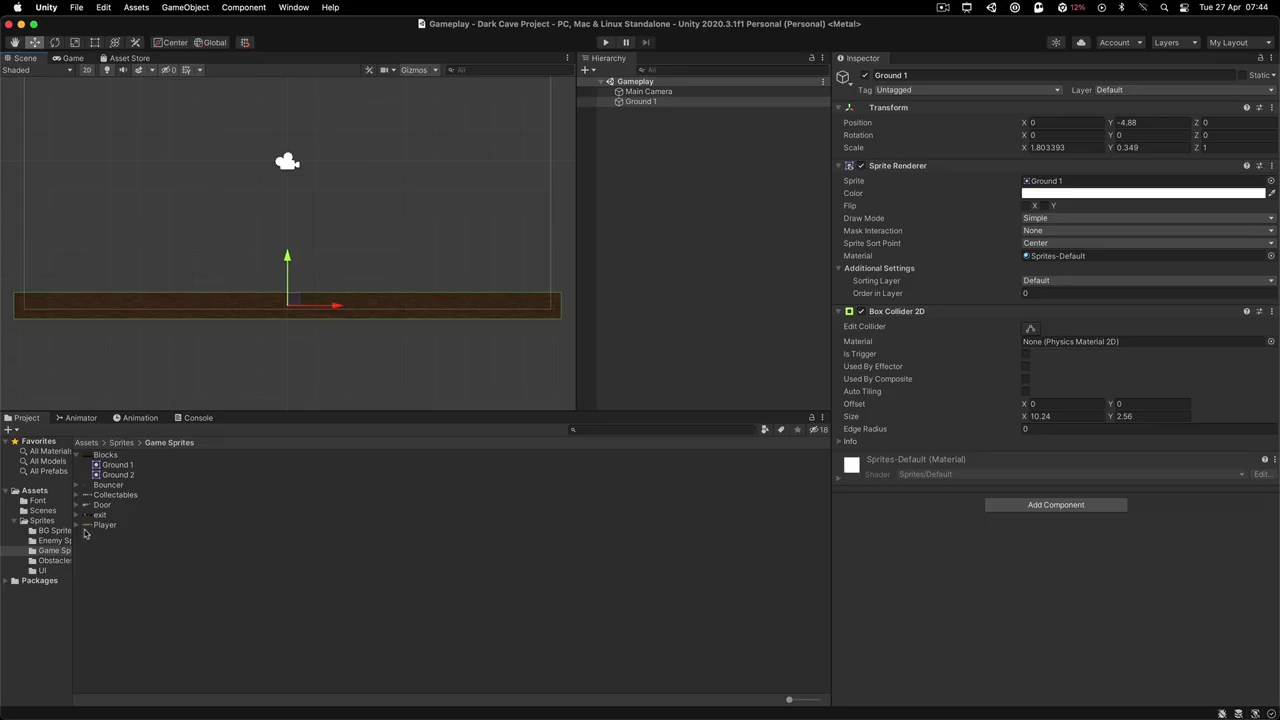 Unity File Edit Assets GameObject Component Window Help 12% Tue 27 Apr 07:44
Gameplay - Dark Cave Project - PC, Mac & Linux Standalone - Unity 2020.3.1f1 Personal (Personal) <Metal>
Center Global Account Layers My Layout
Scene Game Asset Store
Shaded 2D 0 Gizmos All
Hierarchy
All
Gameplay
Main Camera
Ground 1
Inspector
Ground 1 Static
Tag Untagged Layer Default
Transform
Position X 0 Y -4.88 Z 0
Rotation X 0 Y 0 Z 0
Scale X 1.803393 Y 0.349 Z 1
Sprite Renderer
Sprite Ground 1
Color
Flip X Y
Draw Mode Simple
Mask Interaction None
Sprite Sort Point Center
Material Sprites-Default
Additional Settings
Sorting Layer Default
Order in Layer 0
Box Collider 2D
Edit Collider
Material None (Physics Material 2D)
Is Trigger
Used By Effector
Used By Composite
Auto Tiling
Offset X 0 Y 0
Size X 10.24 Y 2.56
Edge Radius 0
Info
Sprites-Default (Material)
Shader Sprites/Default Edit...
Add Component
Project Animator Animation Console
18
Favorites
All Materials
All Models
All Prefabs
Assets
Font
Scenes
Sprites
BG Sprite
Enemy Sp
Game Sp
Obstacles
UI
Packages
Assets > Sprites > Game Sprites
Blocks
Ground 1
Ground 2
Bouncer
Collectables
Door
exit
Player